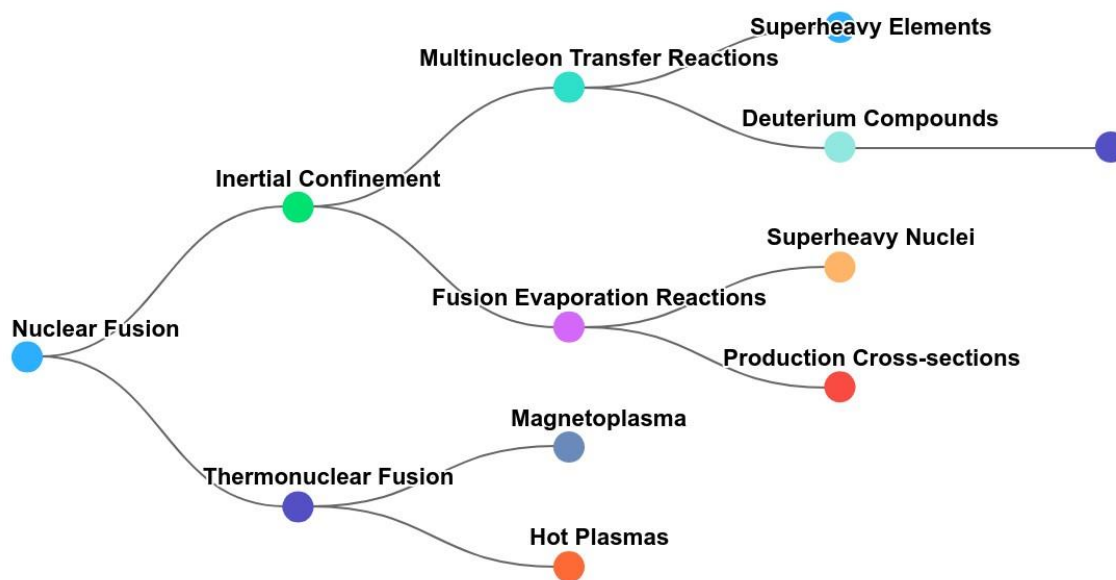 Superheavy Elements
Multinucleon Transfer Reactions
Deuterium Compounds
Inertial Confinement
Superheavy Nuclei
Fusion Evaporation Reactions
Nuclear Fusion
Production Cross-sections
Magnetoplasma
Thermonuclear Fusion
Hot Plasmas